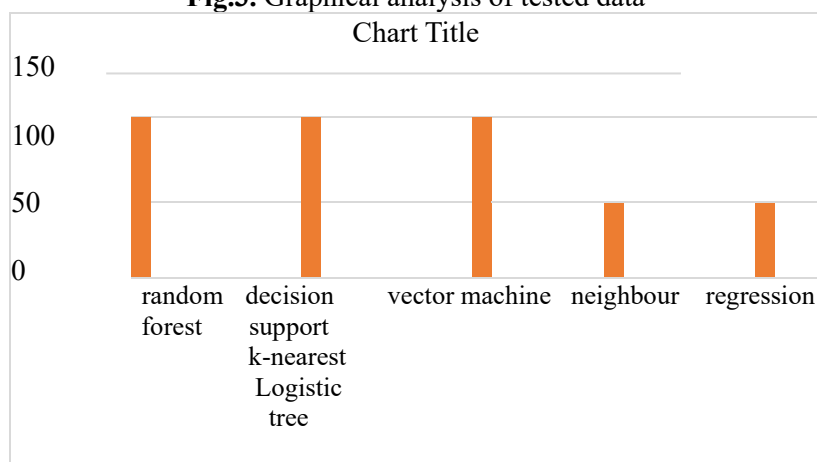 Fig.3. Graphical analysis of tested data
Chart Title
150
100
50
0
random decision vector machine neighbour regression
forest support
k-nearest
Logistic
tree